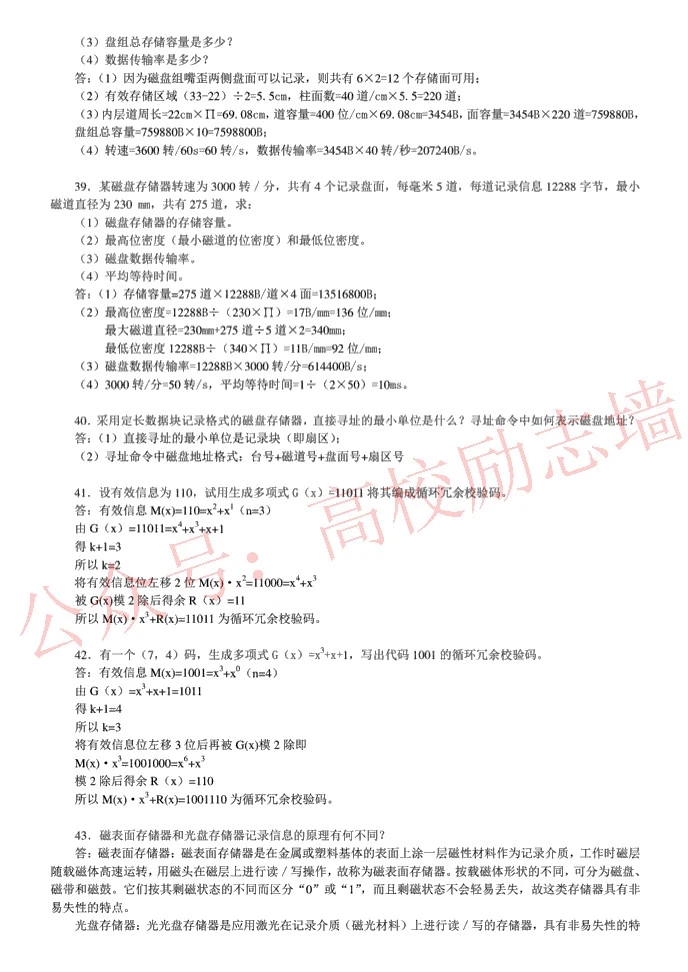 （3）盘组总存储容量是多少？
（4）数据传输率是多少？
答：（1）因为磁盘组嘴歪两侧盘面可以记录，则共有 6×2=12 个存储面可用；
（2）有效存储区域（33-22）÷2=5.5cm，柱面数=40 道/cm×5.5=220 道；
（3）内层道周长=22cm×∏=69.08cm，道容量=400 位/cm×69.08cm=3454B，面容量=3454B×220 道=759880B，
盘组总容量=759880B×10=7598800B；
（4）转速=3600 转/60s=60 转/s，数据传输率=3454B×40 转/秒=207240B/s。
39．某磁盘存储器转速为 3000 转／分，共有 4 个记录盘面，每毫米 5 道，每道记录信息 12288 字节，最小
磁道直径为 230 mm，共有 275 道，求：
（1）磁盘存储器的存储容量。
（2）最高位密度（最小磁道的位密度）和最低位密度。
（3）磁盘数据传输率。
（4）平均等待时间。
答：（1）存储容量=275 道×12288B/道×4 面=13516800B；
（2）最高位密度=12288B÷（230×∏）=17B/mm=136 位/mm；
最大磁道直径=230mm+275 道÷5 道×2=340mm；
最低位密度 12288B÷（340×∏）=11B/mm=92 位/mm；
（3）磁盘数据传输率=12288B×3000 转/分=614400B/s；
（4）3000 转/分=50 转/s，平均等待时间=1÷（2×50）=10ms。
40．采用定长数据块记录格式的磁盘存储器，直接寻址的最小单位是什么？寻址命令中如何表示磁盘地址？
答：（1）直接寻址的最小单位是记录块（即扇区）；
（2）寻址命令中磁盘地址格式：台号+磁道号+盘面号+扇区号
41．设有效信息为 110，试用生成多项式 G（x）=11011 将其编成循环冗余校验码。
答：有效信息 M(x)=110=x²+x¹（n=3）
由 G（x）=11011=x⁴+x³+x+1
得 k+1=3
所以 k=2
将有效信息位左移 2 位 M(x)·x²=11000=x⁴+x³
被 G(x)模 2 除后得余 R（x）=11
所以 M(x)·x³+R(x)=11011 为循环冗余校验码。
42．有一个（7，4）码，生成多项式 G（x）=x³+x+1，写出代码 1001 的循环冗余校验码。
答：有效信息 M(x)=1001=x³+x⁰（n=4）
由 G（x）=x³+x+1=1011
得 k+1=4
所以 k=3
将有效信息位左移 3 位后再被 G(x)模 2 除即
M(x)·x³=1001000=x⁶+x³
模 2 除后得余 R（x）=110
所以 M(x)·x³+R(x)=1001110 为循环冗余校验码。
43．磁表面存储器和光盘存储器记录信息的原理有何不同？
答：磁表面存储器：磁表面存储器是在金属或塑料基体的表面上涂一层磁性材料作为记录介质，工作时磁层
随载磁体高速运转，用磁头在磁层上进行读／写操作，故称为磁表面存储器。按载磁体形状的不同，可分为磁盘、
磁带和磁鼓。它们按其剩磁状态的不同而区分“0”或“1”，而且剩磁状态不会轻易丢失，故这类存储器具有非
易失性的特点。
光盘存储器：光光盘存储器是应用激光在记录介质（磁光材料）上进行读／写的存储器，具有非易失性的特
公众号：高校励志墙